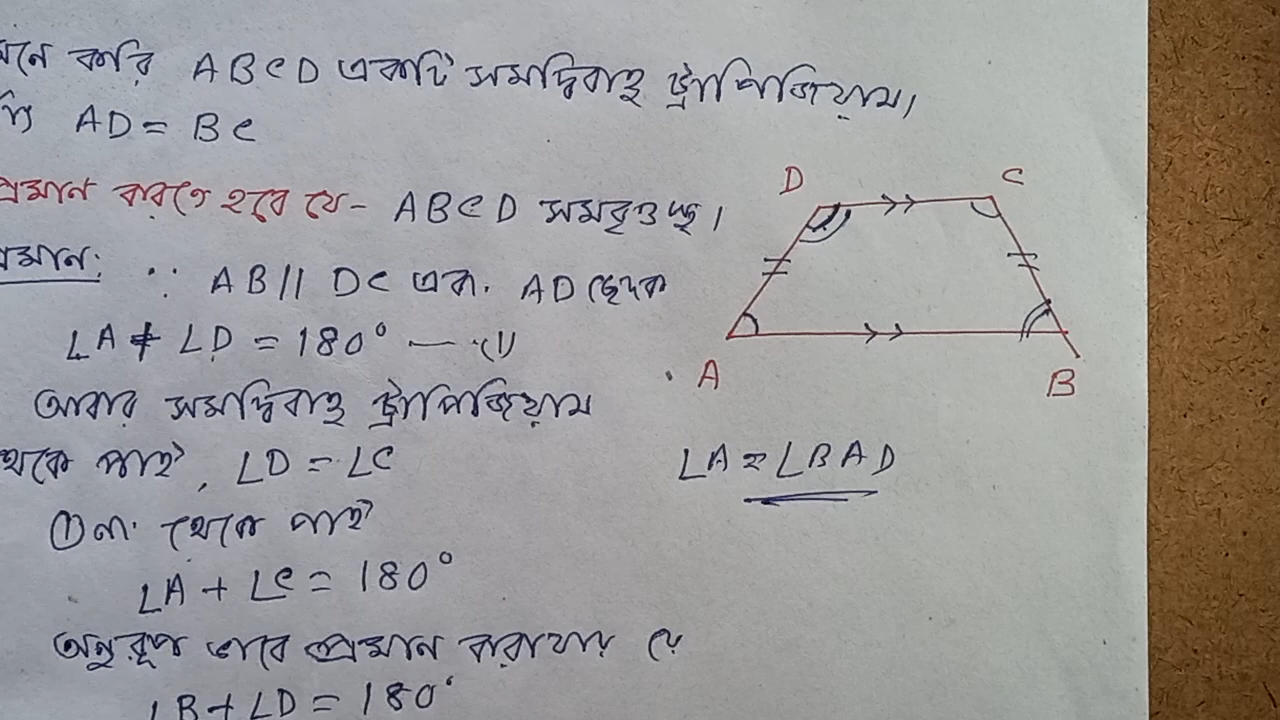 মনে করি ABCD একটি সমদ্বিবাহু ট্রাপিজিয়াম।
AD = BC
প্রমান করতে হবে যে- ABCD সমবৃত্তস্থ।
প্রমান: ∵ AB || DC এবং AD ছেদক
∠A + ∠D = 180° — (1)
আবার সমদ্বিবাহু ট্রাপিজিয়াম
থেকে পাই, ∠D = ∠C
① নং থেকে পাই
∠A + ∠C = 180°
অনুরূপ ভাবে প্রমান করা যায় যে
∠B + ∠D = 180°
D C
A B
∠A = ∠BAD